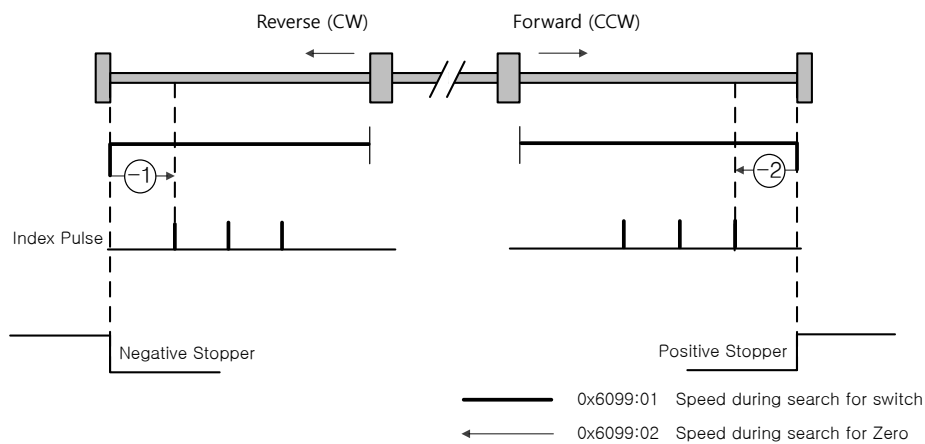 Reverse (CW)
Forward (CCW)
-1
-2
Index Pulse
Negative Stopper
Positive Stopper
0x6099:01 Speed during search for switch
0x6099:02 Speed during search for Zero